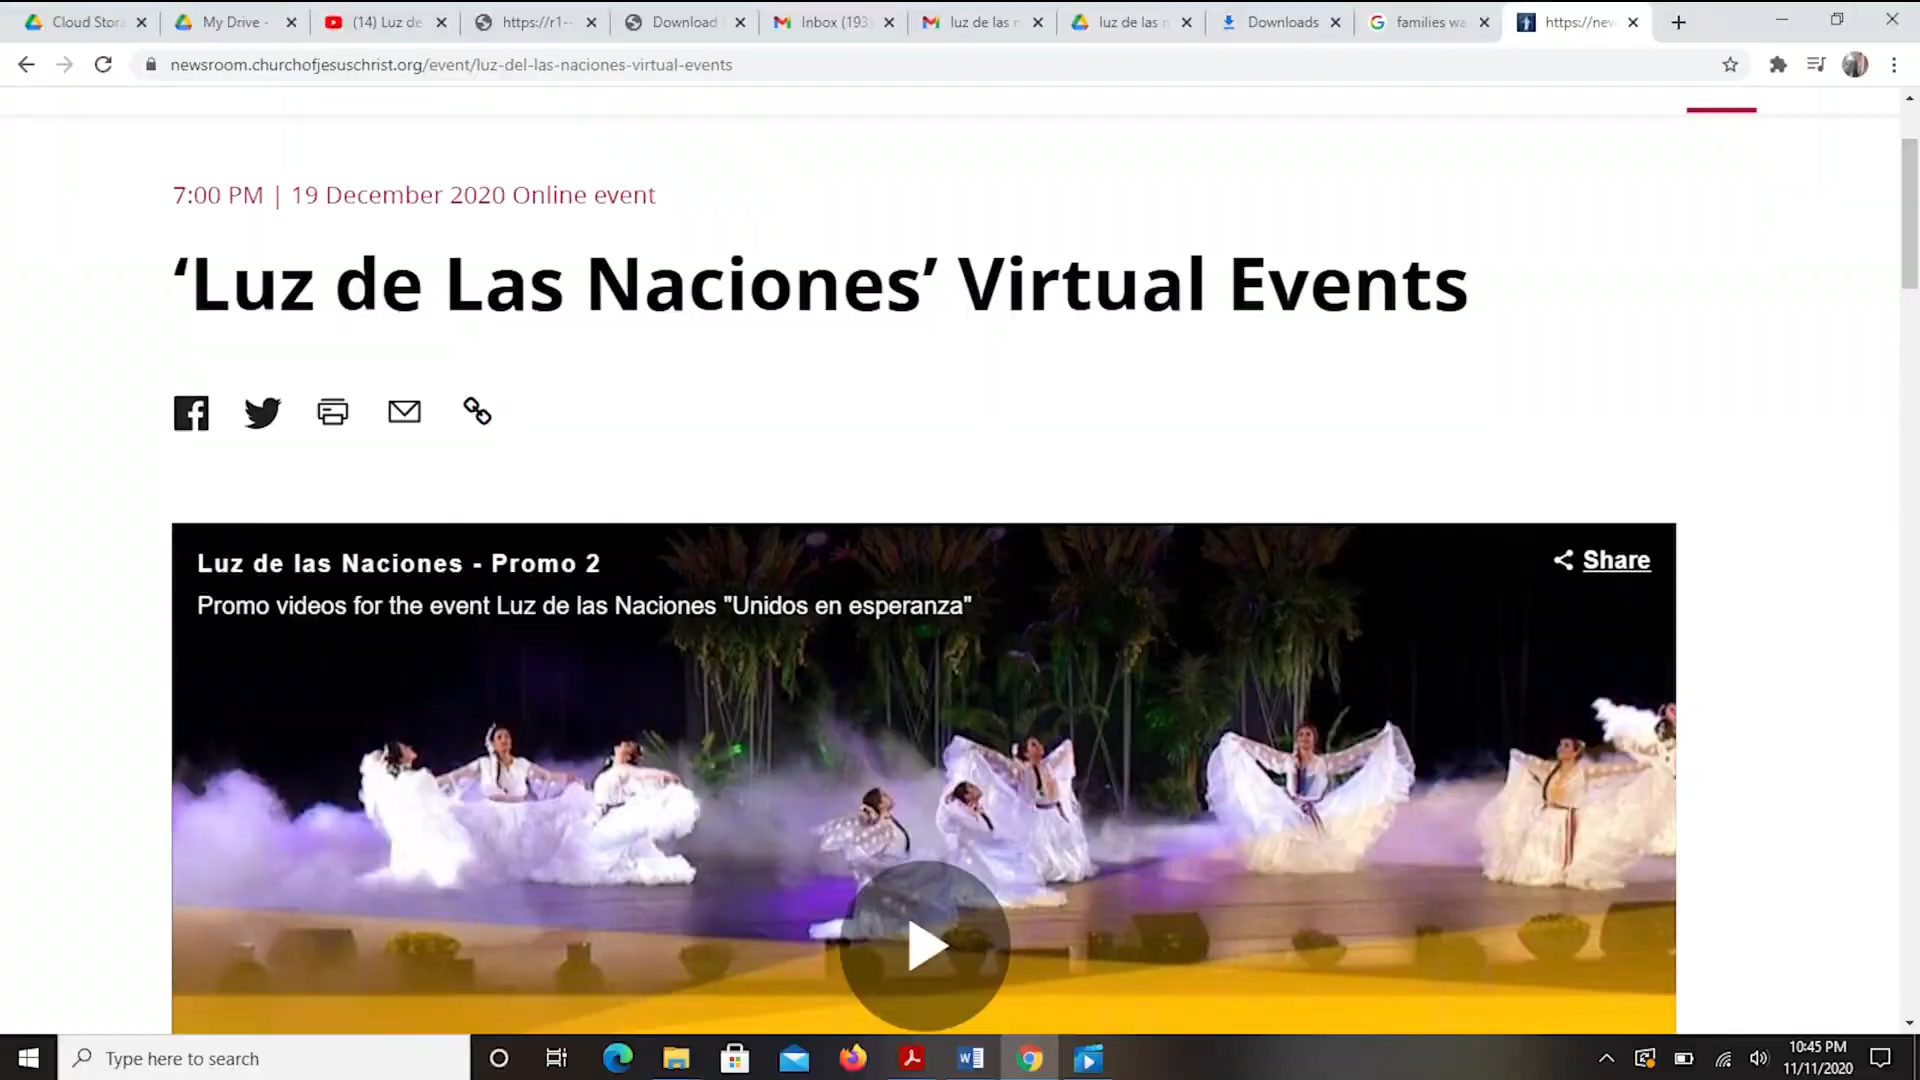 Cloud Stora
My Drive -
(14) Luz de
https://r1--
Download
Inbox (193
luz de las n
luz de las n
Downloads
families wa
https://new
newsroom.churchofjesuschrist.org/event/luz-del-las-naciones-virtual-events
7:00 PM | 19 December 2020 Online event
‘Luz de Las Naciones’ Virtual Events
Luz de las Naciones - Promo 2
Share
Promo videos for the event Luz de las Naciones "Unidos en esperanza"
Type here to search
10:45 PM
11/11/2020